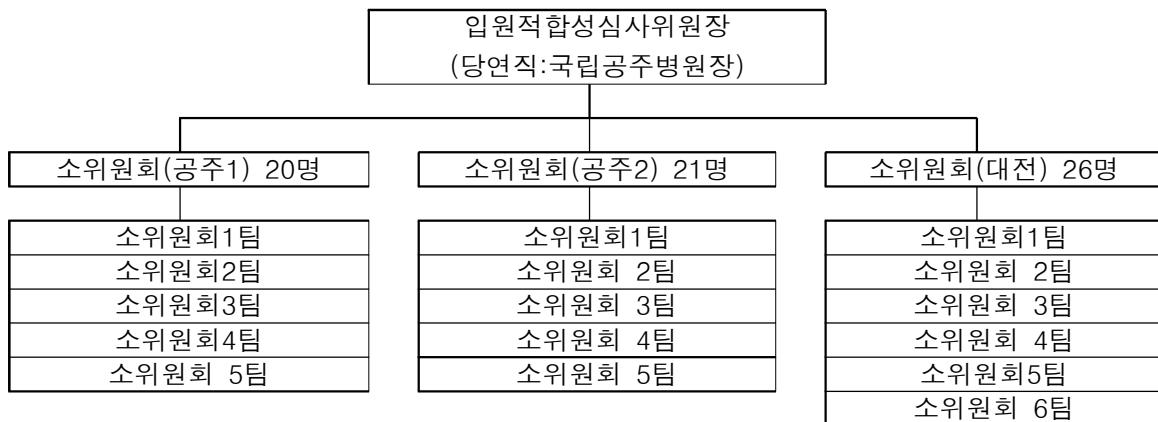 입원적합성심사위원장
(당연직:국립공주병원장)
소위원회(공주1) 20명
소위원회1팀
소위원회2팀
소위원회3팀
소위원회4팀
소위원회 5팀
소위원회(공주2) 21명
소위원회1팀
소위원회 2팀
소위원회 3팀
소위원회 4팀
소위원회 5팀
소위원회(대전) 26명
소위원회1팀
소위원회 2팀
소위원회 3팀
소위원회 4팀
소위원회5팀
소위원회 6팀